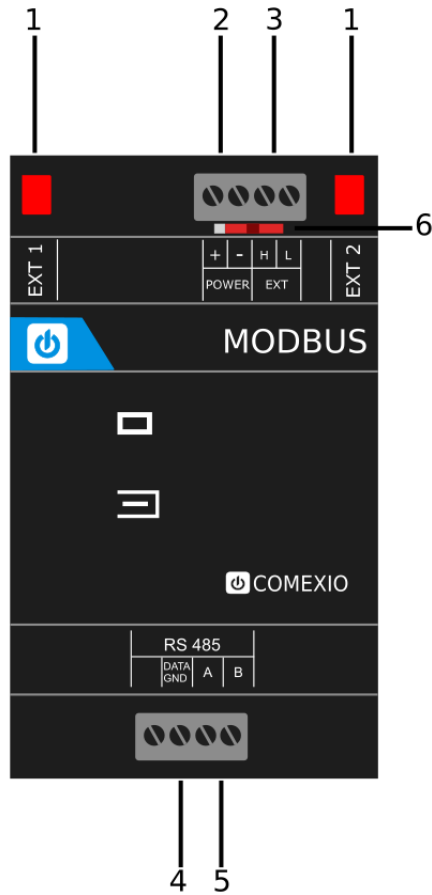 1 2 3 1
6
EXT 1
+ - H L
POWER EXT
EXT 2
MODBUS
COMEXIO
RS 485
DATA GND A B
4 5